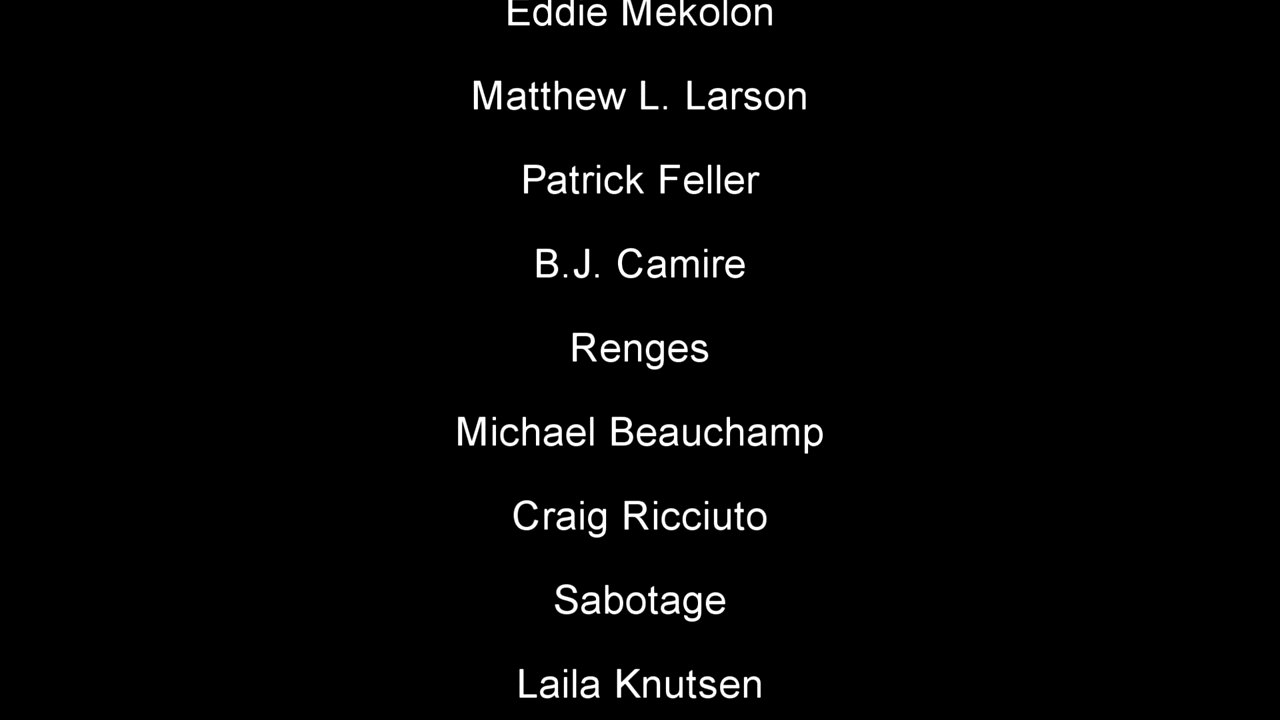 Eddie Mekolon
Matthew L. Larson
Patrick Feller
B.J. Camire
Renges
Michael Beauchamp
Craig Ricciuto
Sabotage
Laila Knutsen